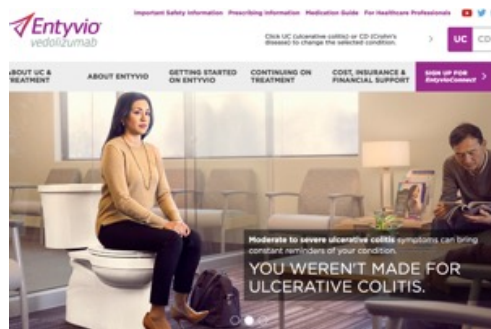 Important Safety Information Prescribing Information Medication Guide For Healthcare Professionals
Entyvio
vedolizumab
Click UC (ulcerative colitis) or CD (Crohn's
disease) to change the selected condition.
> UC CD
ABOUT UC &
TREATMENT
ABOUT ENTYVIO
GETTING STARTED
ON ENTYVIO
CONTINUING ON
TREATMENT
COST, INSURANCE &
FINANCIAL SUPPORT
SIGN UP FOR
EntyvioConnect >
Moderate to severe ulcerative colitis symptoms can bring
constant reminders of your condition.
YOU WEREN'T MADE FOR
ULCERATIVE COLITIS.